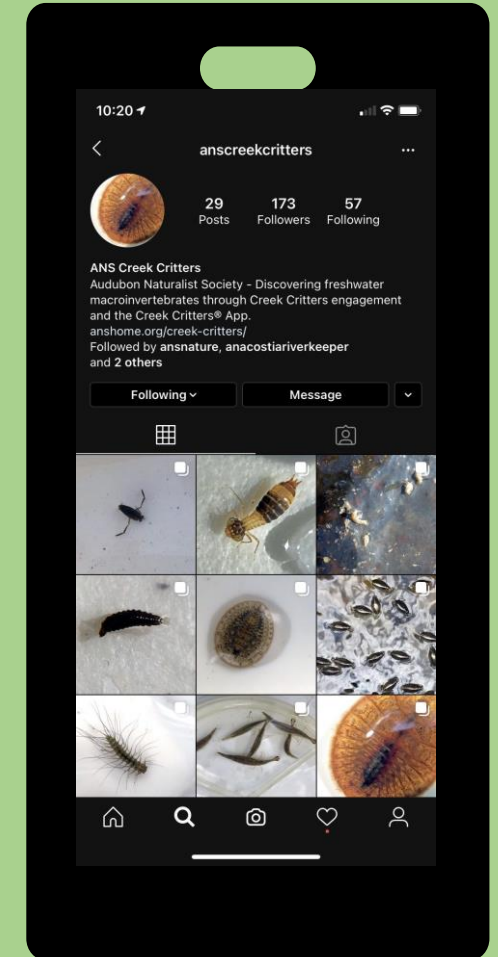 10:20
anscreekcritters
29 173 57
Posts Followers Following
ANS Creek Critters
Audubon Naturalist Society - Discovering freshwater
macroinvertebrates through Creek Critters engagement
and the Creek Critters® App.
anshome.org/creek-critters/
Followed by ansnature, anacostiariverkeeper
and 2 others
Following Message